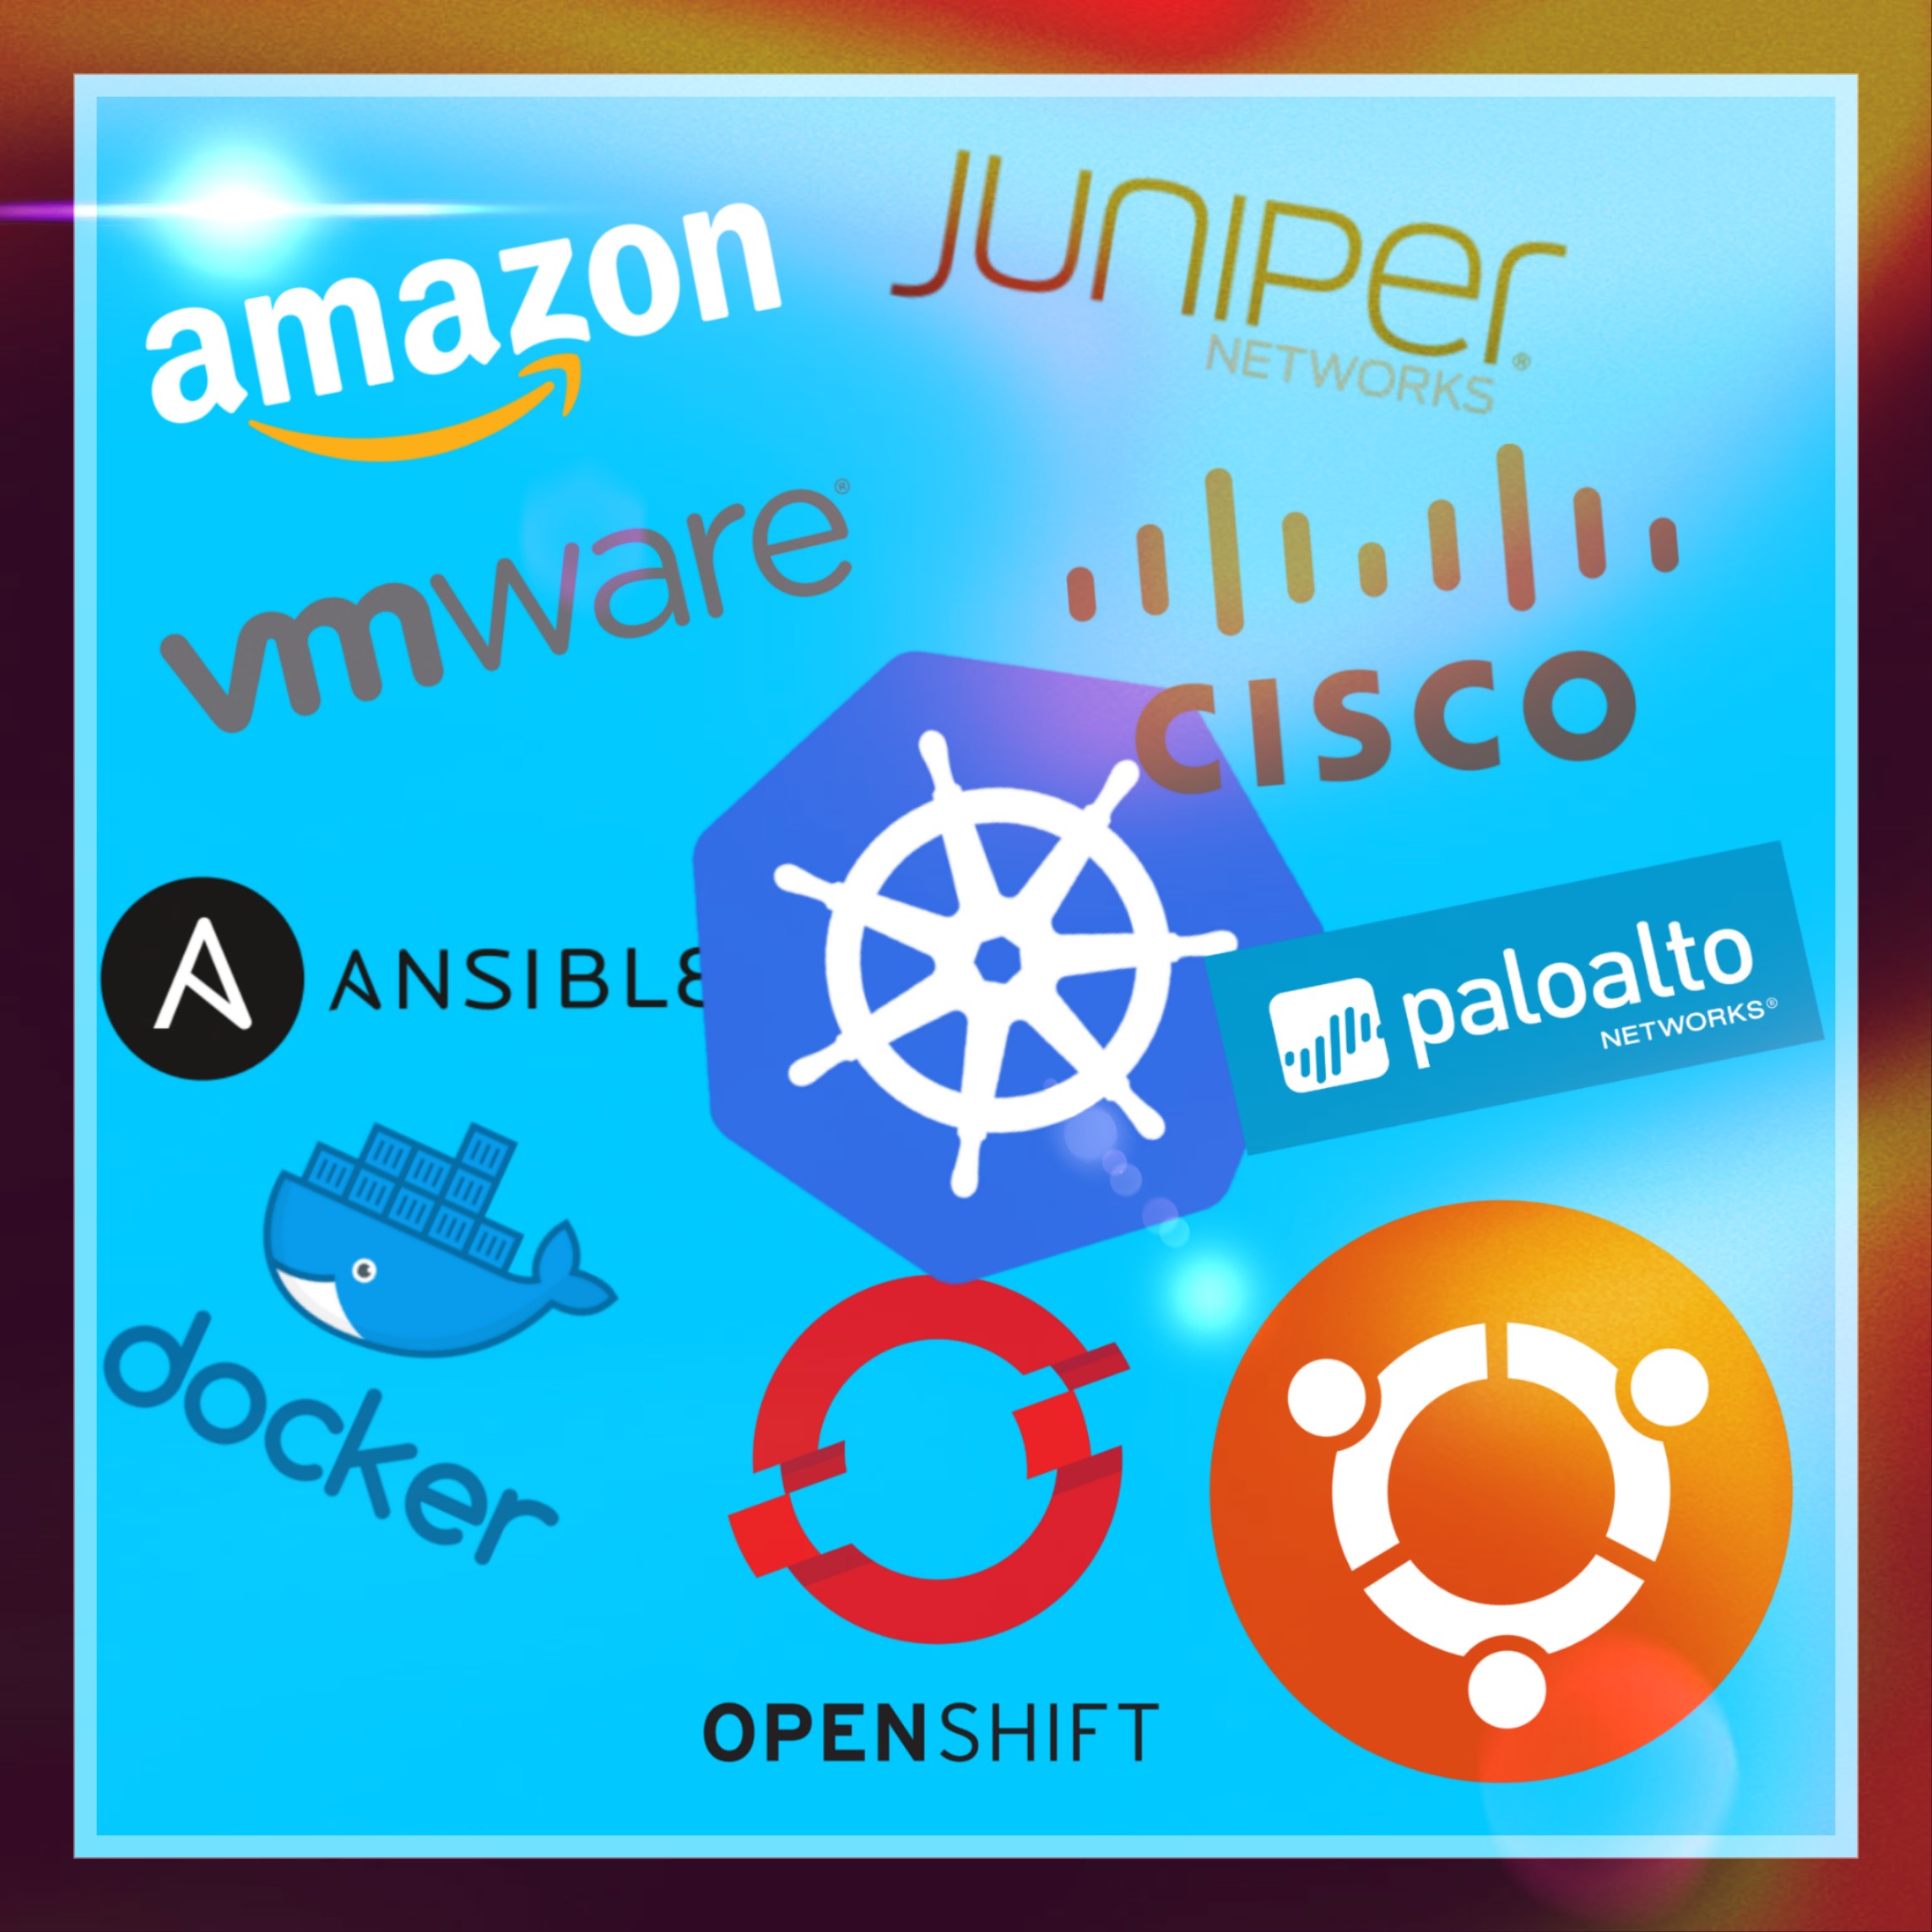 amazon
JUNIPER®
NETWORKS
vmware®
CISCO
ANSIBLE
paloalto
NETWORKS®
docker
OPENSHIFT